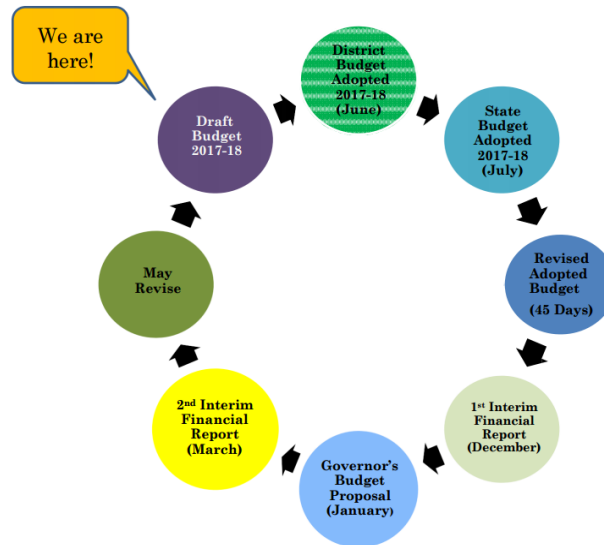 We are
here!
District
Budget
Adopted
2017-18
(June)
State
Budget
Adopted
2017-18
(July)
Revised
Adopted
Budget
(45 Days)
1st Interim
Financial
Report
(December)
Governor's
Budget
Proposal
(January)
2nd Interim
Financial
Report
(March)
May
Revise
Draft
Budget
2017-18